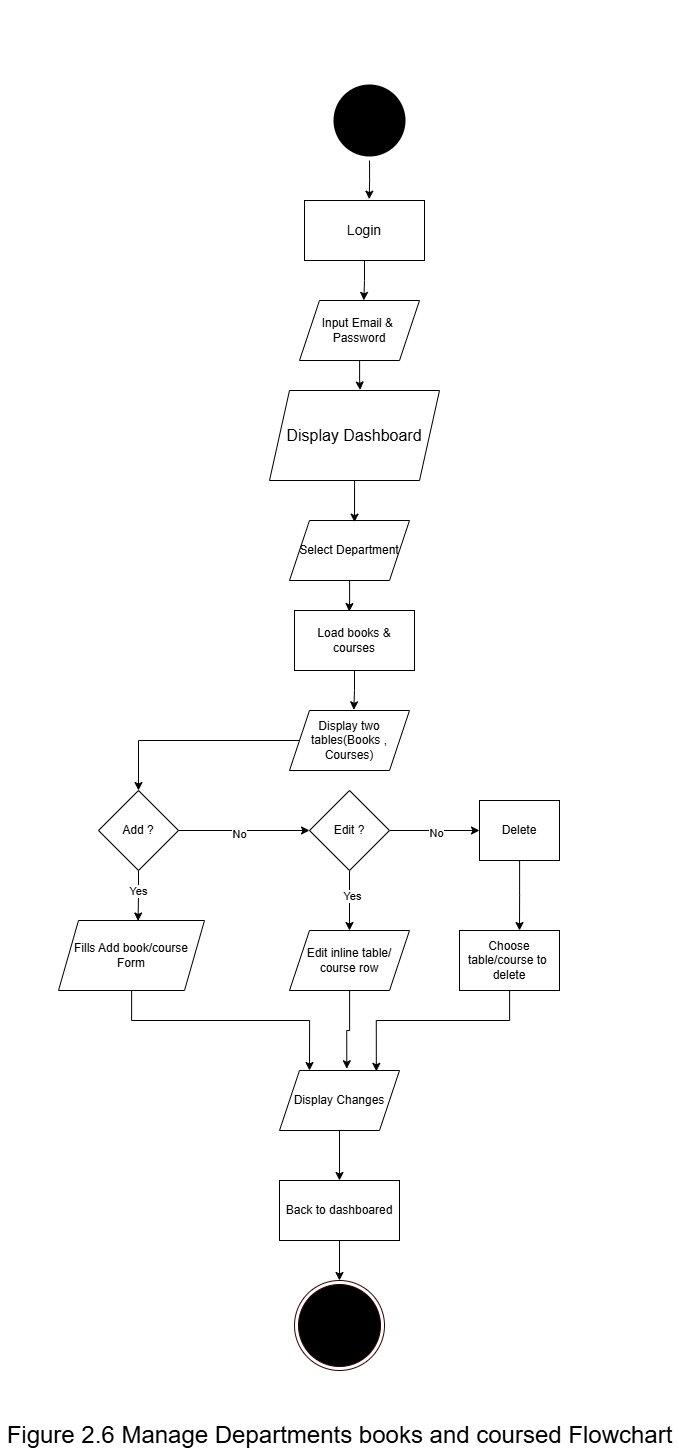 Login
Input Email &
Password
Display Dashboard
Select Department
Load books &
courses
Display two
tables(Books ,
Courses)
Add ?
No
Edit ?
No
Delete
Yes
Yes
Fills Add book/course
Form
Edit inline table/
course row
Choose
table/course to
delete
Display Changes
Back to dashboared
Figure 2.6 Manage Departments books and coursed Flowchart